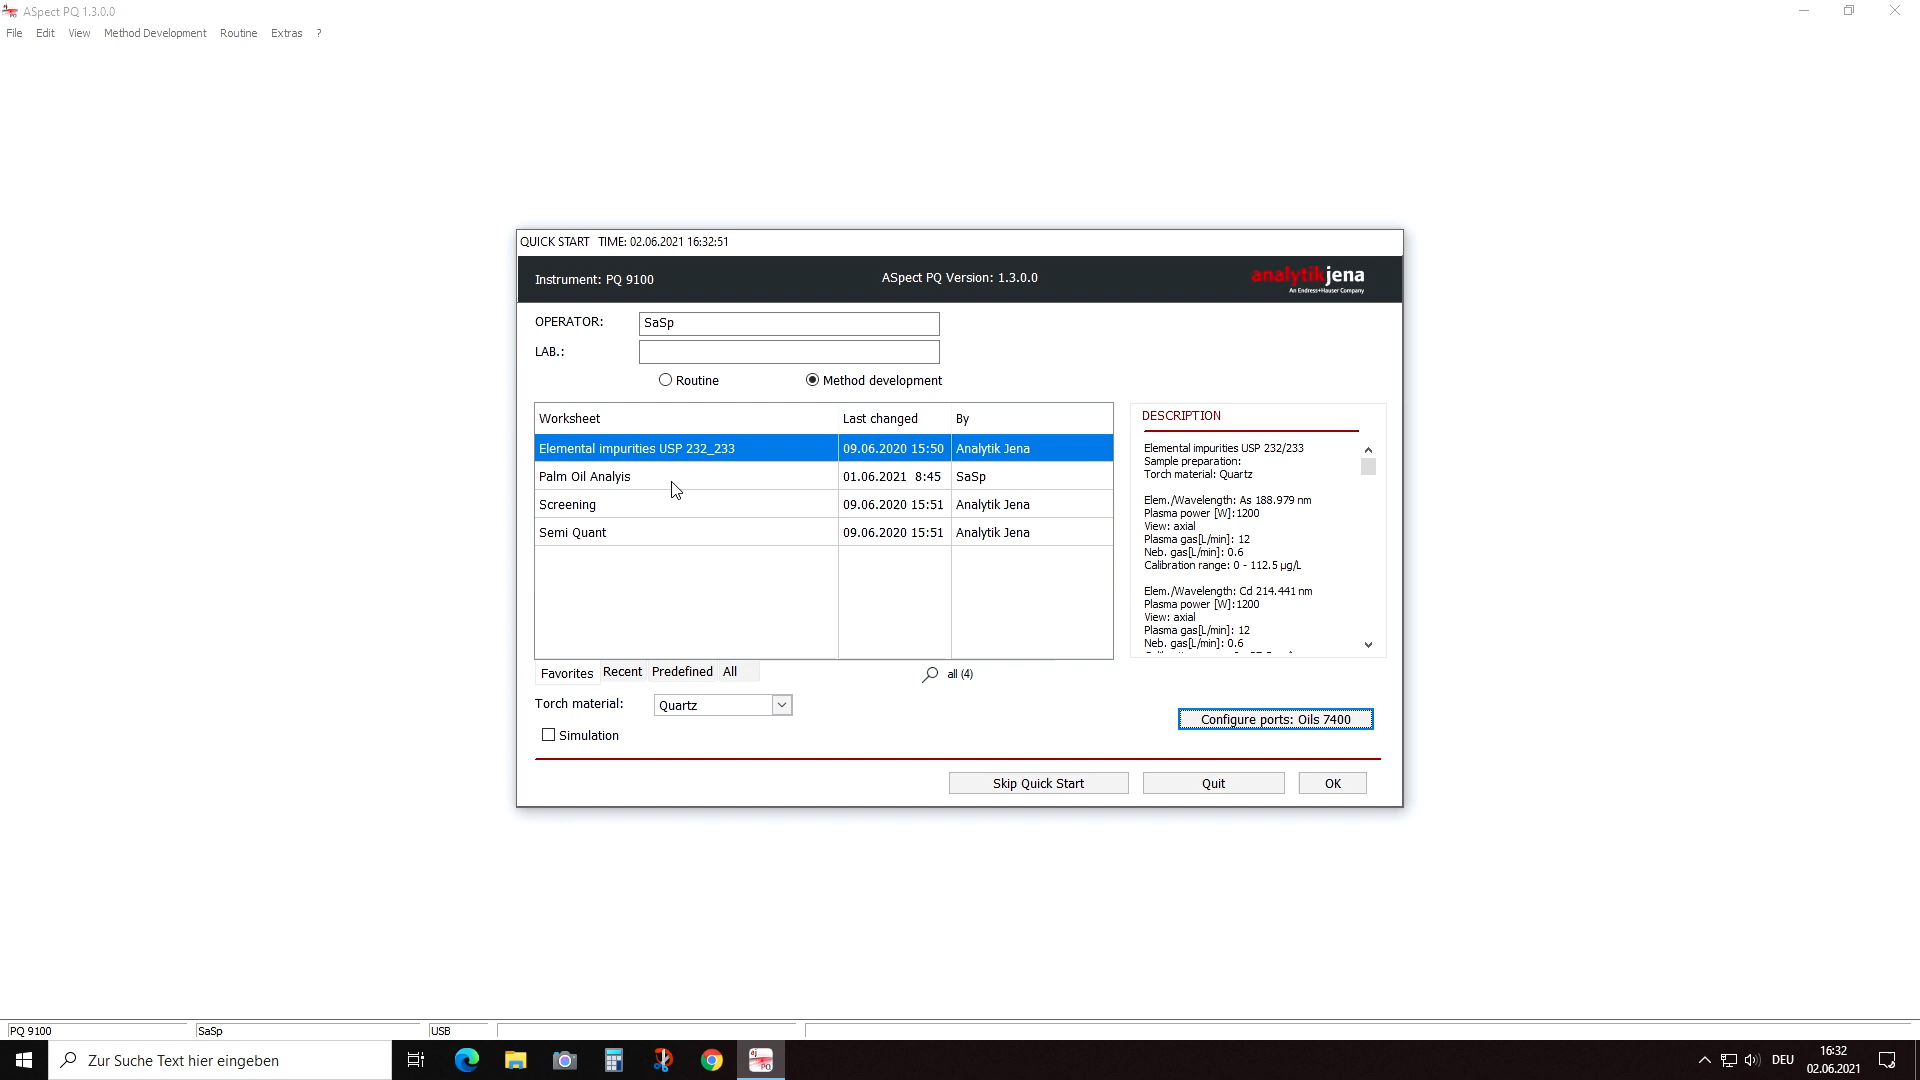 ASpect PQ 1.3.0.0
File Edit View Method Development Routine Extras ?
QUICK START TIME: 02.06.2021 16:32:51
Instrument: PQ 9100 ASpect PQ Version: 1.3.0.0 analytikjena
An Endress+Hauser Company
OPERATOR: SaSp
LAB.:
Routine Method development
Worksheet Last changed By
Elemental impurities USP 232_233 09.06.2020 15:50 Analytik Jena
Palm Oil Analyis 01.06.2021 8:45 SaSp
Screening 09.06.2020 15:51 Analytik Jena
Semi Quant 09.06.2020 15:51 Analytik Jena
DESCRIPTION
Elemental impurities USP 232/233
Sample preparation:
Torch material: Quartz
Elem./Wavelength: As 188.979 nm
Plasma power [W]:1200
View: axial
Plasma gas[L/min]: 12
Neb. gas[L/min]: 0.6
Calibration range: 0 - 112.5 µg/L
Elem./Wavelength: Cd 214.441 nm
Plasma power [W]:1200
View: axial
Plasma gas[L/min]: 12
Neb. gas[L/min]: 0.6
Favorites Recent Predefined All all (4)
Torch material: Quartz
Configure ports: Oils 7400
Simulation
Skip Quick Start Quit OK
PQ 9100 SaSp USB
Zur Suche Text hier eingeben
PQ
DEU
16:32
02.06.2021